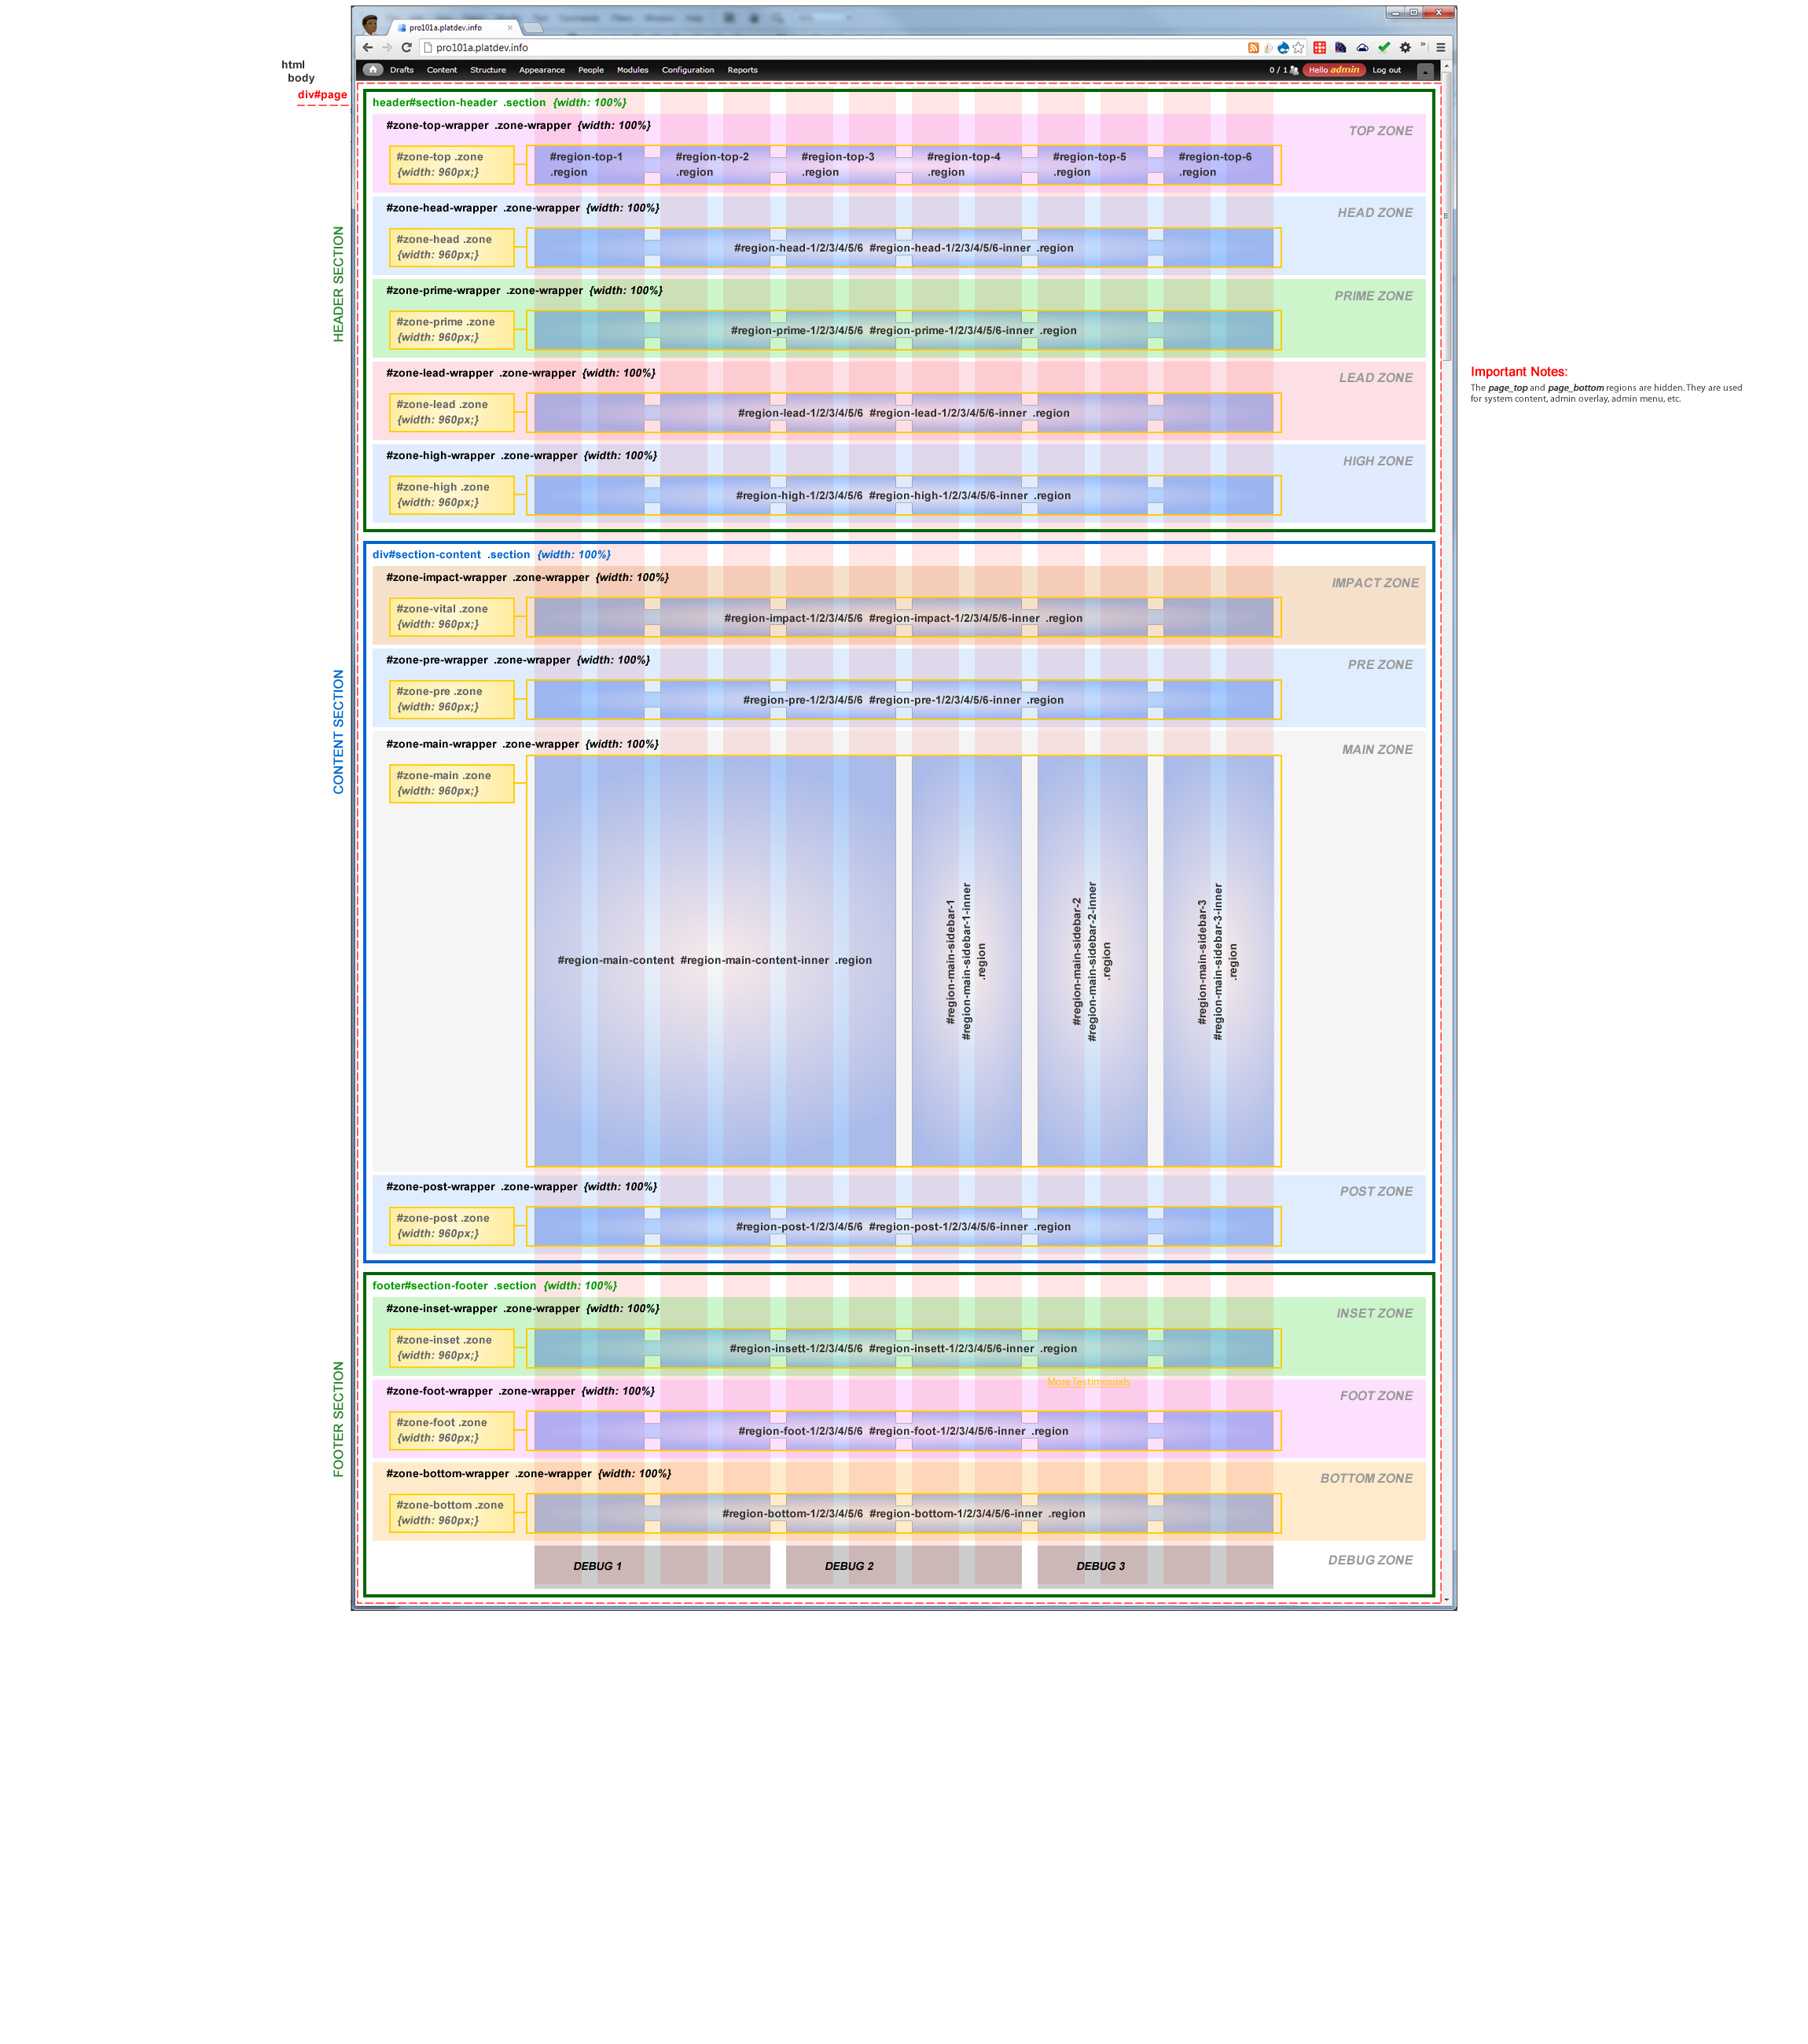 pro101a.platdev.info
pro101a.platdev.info
Drafts Content Structure Appearance People Modules Configuration Reports 0 / 1 Hello admin Log out
html
body
div#page
HEADER SECTION
header#section-header .section {width: 100%}
#zone-top-wrapper .zone-wrapper {width: 100%}
TOP ZONE
#zone-top .zone
{width: 960px;}
#region-top-1
.region
#region-top-2
.region
#region-top-3
.region
#region-top-4
.region
#region-top-5
.region
#region-top-6
.region
#zone-head-wrapper .zone-wrapper {width: 100%}
HEAD ZONE
#zone-head .zone
{width: 960px;}
#region-head-1/2/3/4/5/6 #region-head-1/2/3/4/5/6-inner .region
#zone-prime-wrapper .zone-wrapper {width: 100%}
PRIME ZONE
#zone-prime .zone
{width: 960px;}
#region-prime-1/2/3/4/5/6 #region-prime-1/2/3/4/5/6-inner .region
#zone-lead-wrapper .zone-wrapper {width: 100%}
LEAD ZONE
#zone-lead .zone
{width: 960px;}
#region-lead-1/2/3/4/5/6 #region-lead-1/2/3/4/5/6-inner .region
#zone-high-wrapper .zone-wrapper {width: 100%}
HIGH ZONE
#zone-high .zone
{width: 960px;}
#region-high-1/2/3/4/5/6 #region-high-1/2/3/4/5/6-inner .region
Important Notes:
The page_top and page_bottom regions are hidden. They are used
for system content, admin overlay, admin menu, etc.
CONTENT SECTION
div#section-content .section {width: 100%}
#zone-impact-wrapper .zone-wrapper {width: 100%}
IMPACT ZONE
#zone-vital .zone
{width: 960px;}
#region-impact-1/2/3/4/5/6 #region-impact-1/2/3/4/5/6-inner .region
#zone-pre-wrapper .zone-wrapper {width: 100%}
PRE ZONE
#zone-pre .zone
{width: 960px;}
#region-pre-1/2/3/4/5/6 #region-pre-1/2/3/4/5/6-inner .region
#zone-main-wrapper .zone-wrapper {width: 100%}
MAIN ZONE
#zone-main .zone
{width: 960px;}
#region-main-content #region-main-content-inner .region
#region-main-sidebar-1
#region-main-sidebar-1-inner
.region
#region-main-sidebar-2
#region-main-sidebar-2-inner
.region
#region-main-sidebar-3
#region-main-sidebar-3-inner
.region
#zone-post-wrapper .zone-wrapper {width: 100%}
POST ZONE
#zone-post .zone
{width: 960px;}
#region-post-1/2/3/4/5/6 #region-post-1/2/3/4/5/6-inner .region
FOOTER SECTION
footer#section-footer .section {width: 100%}
#zone-inset-wrapper .zone-wrapper {width: 100%}
INSET ZONE
#zone-inset .zone
{width: 960px;}
#region-insett-1/2/3/4/5/6 #region-insett-1/2/3/4/5/6-inner .region
More Testimonials
#zone-foot-wrapper .zone-wrapper {width: 100%}
FOOT ZONE
#zone-foot .zone
{width: 960px;}
#region-foot-1/2/3/4/5/6 #region-foot-1/2/3/4/5/6-inner .region
#zone-bottom-wrapper .zone-wrapper {width: 100%}
BOTTOM ZONE
#zone-bottom .zone
{width: 960px;}
#region-bottom-1/2/3/4/5/6 #region-bottom-1/2/3/4/5/6-inner .region
DEBUG 1
DEBUG 2
DEBUG 3
DEBUG ZONE